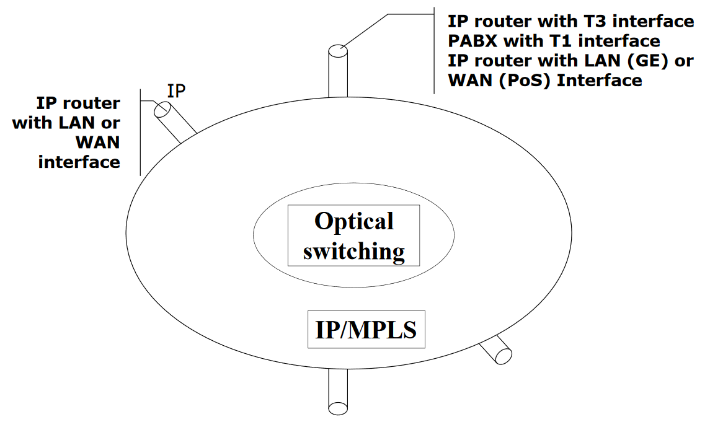 IP router with T3 interface
PABX with T1 interface
IP router with LAN (GE) or
WAN (PoS) Interface
IP
IP router
with LAN or
WAN
interface
Optical
switching
IP/MPLS